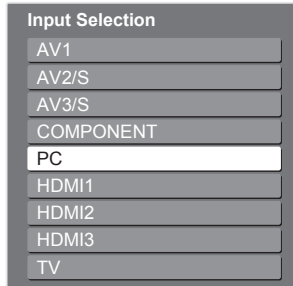 Input Selection
AV1
AV2/S
AV3/S
COMPONENT
PC
HDMI1
HDMI2
HDMI3
TV